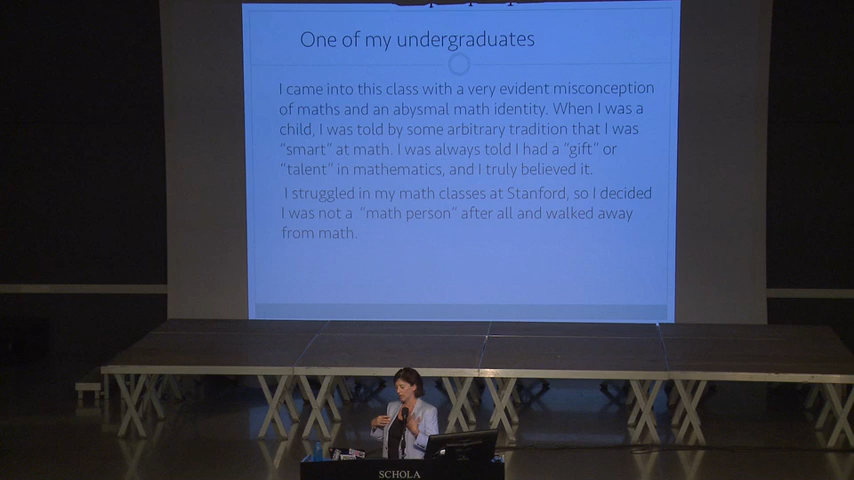 One of my undergraduates
I came into this class with a very evident misconception
of maths and an abysmal math identity. When I was a
child, I was told by some arbitrary tradition that I was
“smart” at math. I was always told I had a “gift” or
“talent” in mathematics, and I truly believed it.
I struggled in my math classes at Stanford, so I decided
I was not a “math person” after all and walked away
from math.
SCHOLA